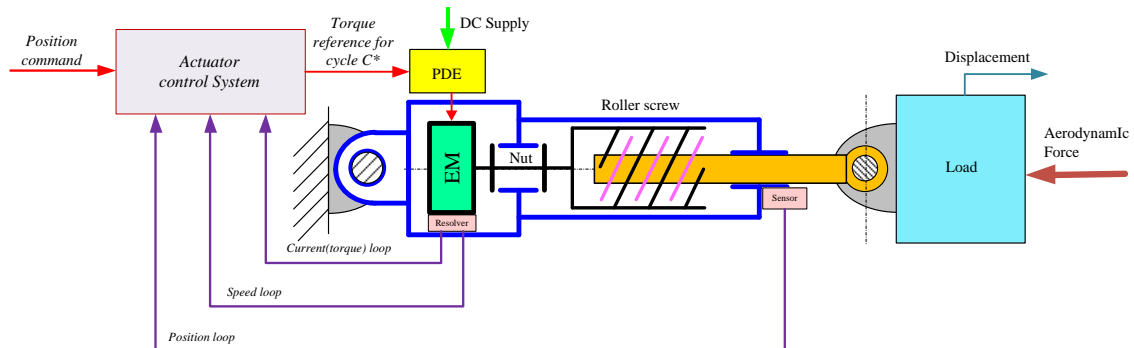 Position
command
Actuator
control System
Torque
reference for
cycle C*
DC Supply
PDE
EM
Resolver
Nut
Roller screw
Sensor
Displacement
Load
AerodynamIc
Force
Current(torque) loop
Speed loop
Position loop